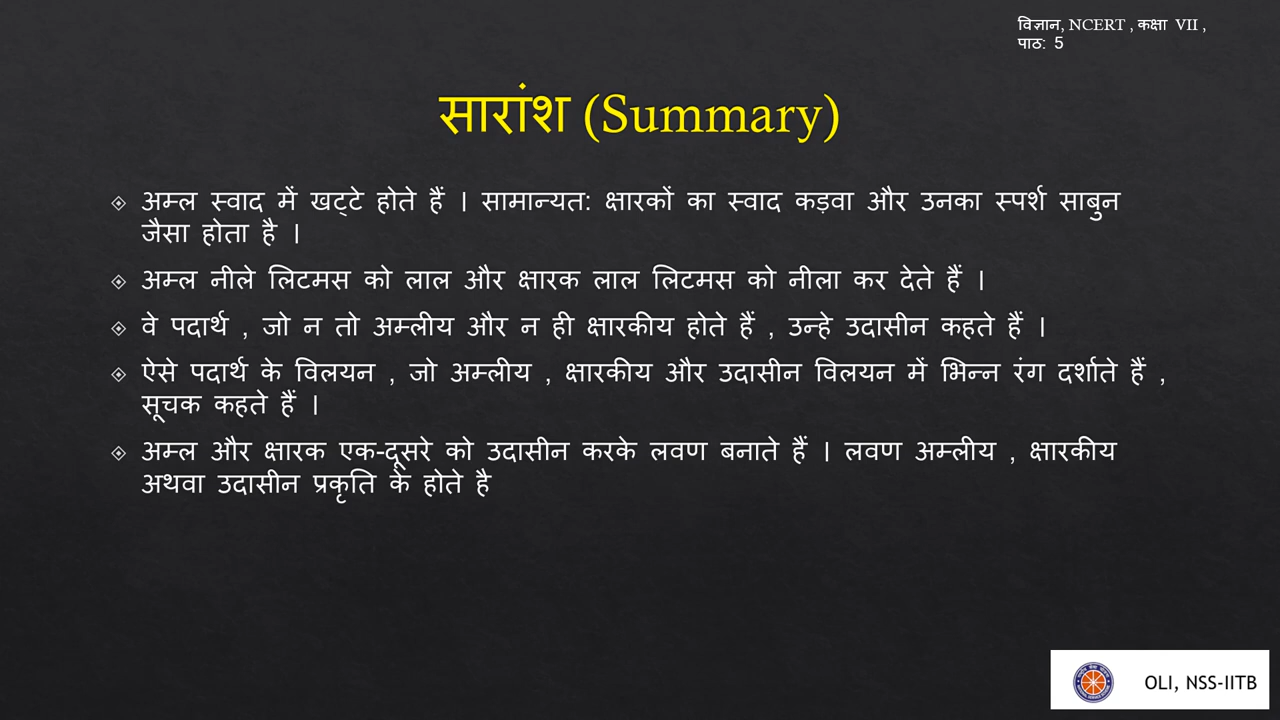 विज्ञान, NCERT , कक्षा VII ,
पाठ: 5
सारांश (Summary)
अम्ल स्वाद में खट्टे होते हैं । सामान्यत: क्षारकों का स्वाद कड़वा और उनका स्पर्श साबुन
जैसा होता है ।
अम्ल नीले लिटमस को लाल और क्षारक लाल लिटमस को नीला कर देते हैं ।
वे पदार्थ , जो न तो अम्लीय और न ही क्षारकीय होते हैं , उन्हे उदासीन कहते हैं ।
ऐसे पदार्थ के विलयन , जो अम्लीय , क्षारकीय और उदासीन विलयन में भिन्न रंग दर्शाते हैं ,
सूचक कहते हैं ।
अम्ल और क्षारक एक-दूसरे को उदासीन करके लवण बनाते हैं । लवण अम्लीय , क्षारकीय
अथवा उदासीन प्रकृति के होते है
OLI, NSS-IITB